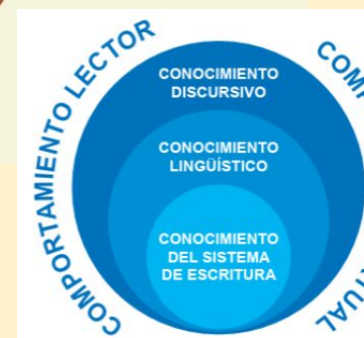 COMPORTAMIENTO LECTOR
CONOCIMIENTO
DISCURSIVO
CONOCIMIENTO
LINGÜÍSTICO
CONOCIMIENTO
DEL SISTEMA
DE ESCRITURA